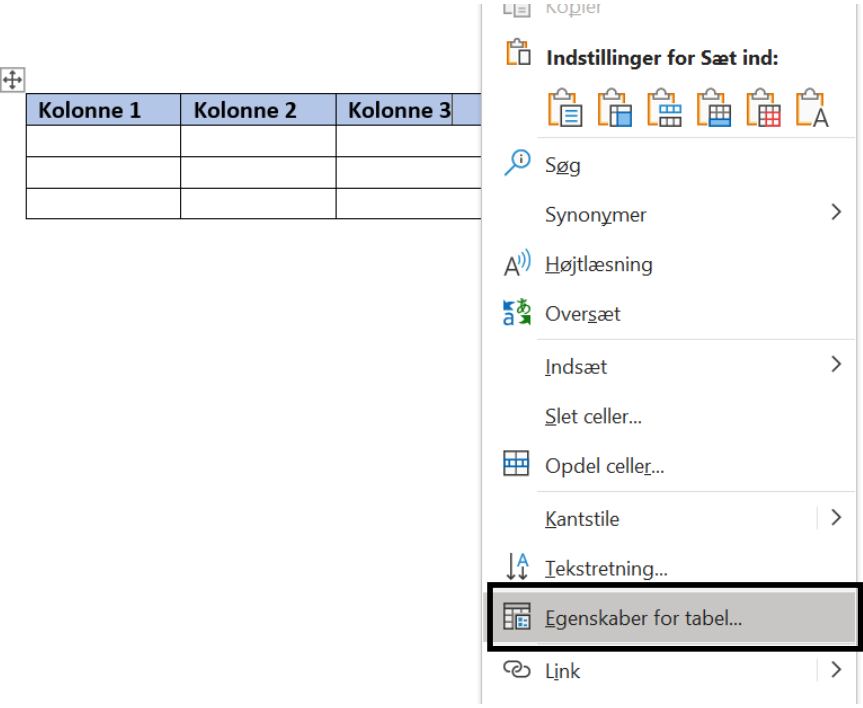 Kopier
Indstillinger for Sæt ind:
Kolonne 1 Kolonne 2 Kolonne 3
Søg
Synonymer
Højtlæsning
Oversæt
Indsæt
Slet celler...
Opdel celler...
Kantstile
Tekstretning...
Egenskaber for tabel...
Link